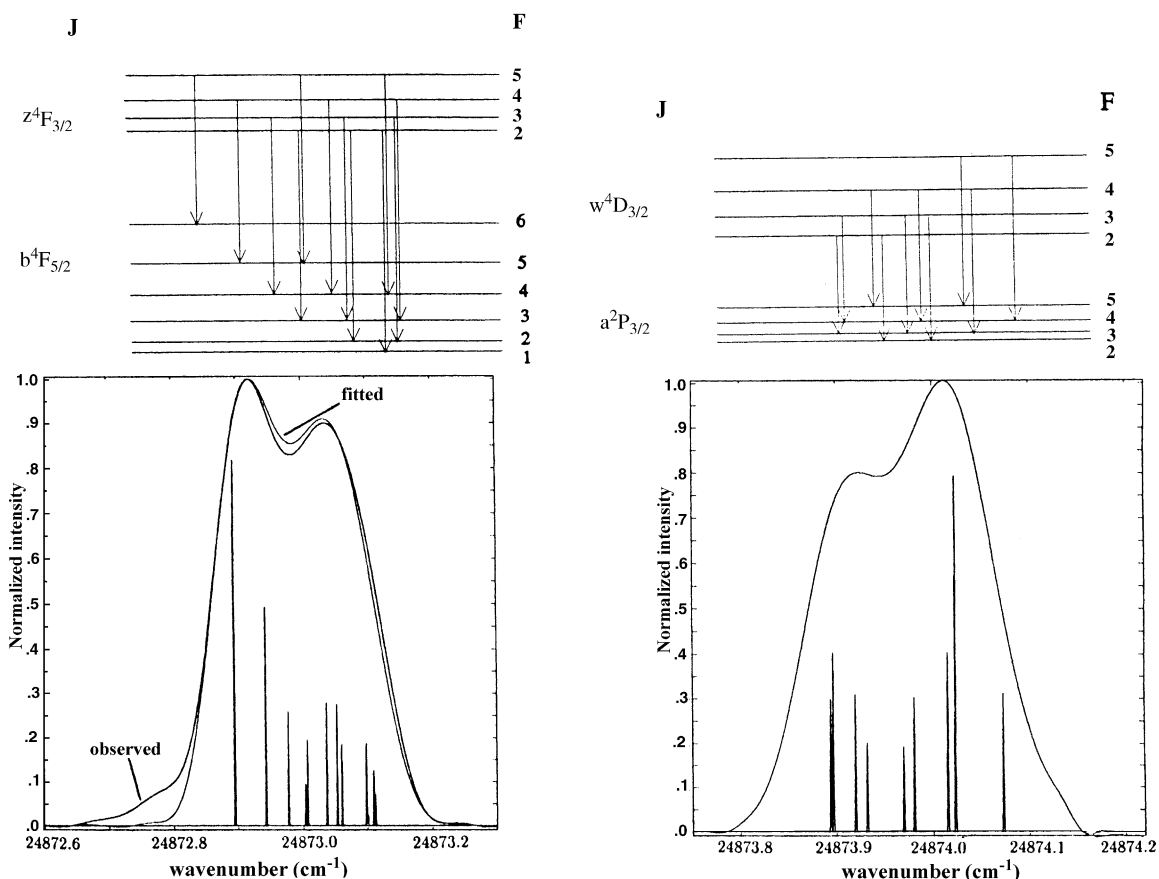 J F
5
4
z⁴F3/2 3
2
6
b⁴F5/2 5
4
3
2
1
1.0
.9
.8
.7
.6
.5
.4
.3
.2
.1
.0
Normalized intensity
fitted
observed
24872.6 24872.8 24873.0 24873.2
wavenumber (cm⁻¹)
J F
5
w⁴D3/2 4
3
2
a²P3/2 5
4
3
2
1.0
.9
.8
.7
.6
.5
.4
.3
.2
.1
.0
Normalized intensity
24873.8 24873.9 24874.0 24874.1 24874.2
wavenumber (cm⁻¹)